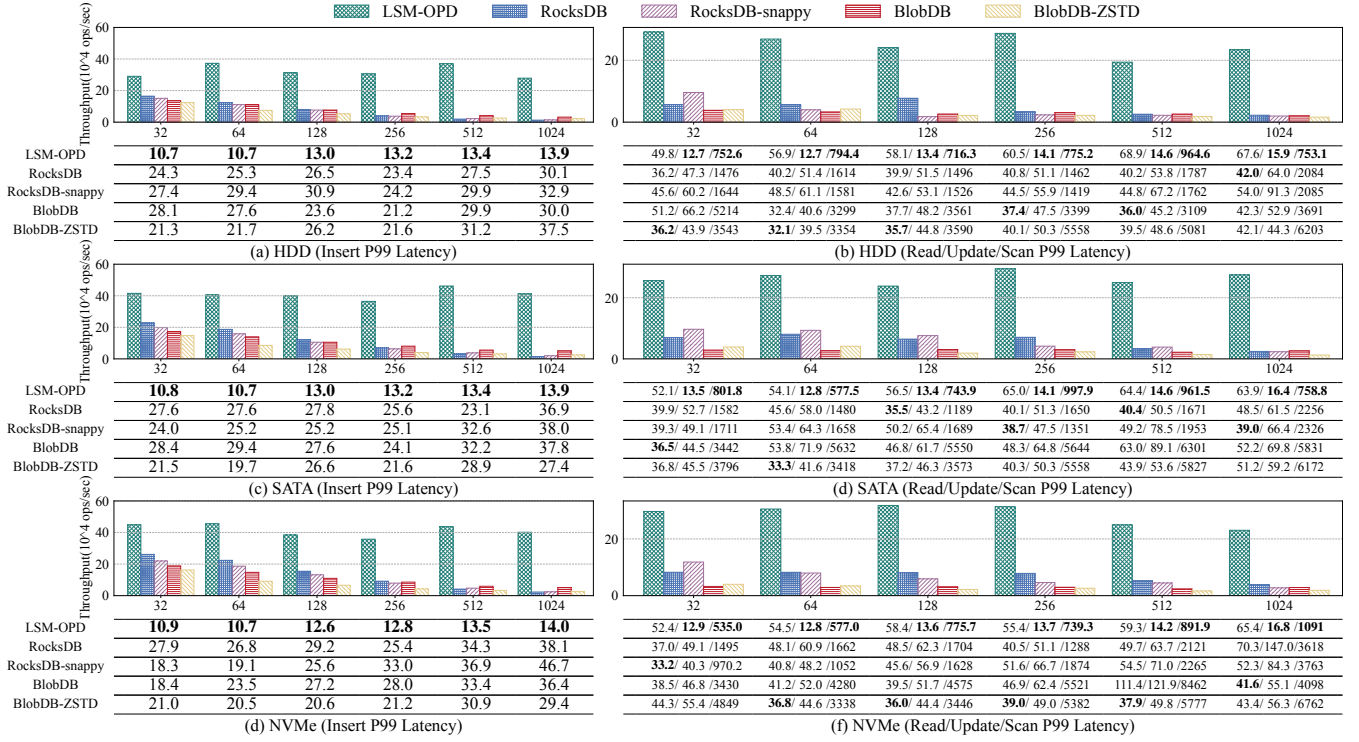 LSM-OPD RocksDB RocksDB-snappy BlobDB BlobDB-ZSTD
Throughput(10^4 ops/sec)
60
40
20
0
32 64 128 256 512 1024
LSM-OPD 10.7 10.7 13.0 13.2 13.4 13.9
RocksDB 24.3 25.3 26.5 23.4 27.5 30.1
RocksDB-snappy 27.4 29.4 30.9 24.2 29.9 32.9
BlobDB 28.1 27.6 23.6 21.2 29.9 30.0
BlobDB-ZSTD 21.3 21.7 26.2 21.6 31.2 37.5
(a) HDD (Insert P99 Latency)
20
0
32 64 128 256 512 1024
49.8/ 12.7 /752.6 56.9/ 12.7 /794.4 58.1/ 13.4 /716.3 60.5/ 14.1 /775.2 68.9/ 14.6 /964.6 67.6/ 15.9 /753.1
36.2/ 47.3 /1476 40.2/ 51.4 /1614 39.9/ 51.5 /1496 40.8/ 51.1 /1462 40.2/ 53.8 /1787 42.0/ 64.0 /2084
45.6/ 60.2 /1644 48.5/ 61.1 /1581 42.6/ 53.1 /1526 44.5/ 55.9 /1419 44.8/ 67.2 /1762 54.0/ 91.3 /2085
51.2/ 66.2 /5214 32.4/ 40.6 /3299 37.7/ 48.2 /3561 37.4/ 47.5 /3399 36.0/ 45.2 /3109 42.3/ 52.9 /3691
36.2/ 43.9 /3543 32.1/ 39.5 /3354 35.7/ 44.8 /3590 40.1/ 50.3 /5558 39.5/ 48.6 /5081 42.1/ 44.3 /6203
(b) HDD (Read/Update/Scan P99 Latency)
Throughput(10^4 ops/sec)
60
40
20
0
32 64 128 256 512 1024
LSM-OPD 10.8 10.7 13.0 13.2 13.4 13.9
RocksDB 27.6 27.6 27.8 25.6 23.1 36.9
RocksDB-snappy 24.0 25.2 25.2 25.1 32.6 38.0
BlobDB 28.4 29.4 27.6 24.1 32.2 37.8
BlobDB-ZSTD 21.5 19.7 26.6 21.6 28.9 27.4
(c) SATA (Insert P99 Latency)
20
0
32 64 128 256 512 1024
52.1/ 13.5 /801.8 54.1/ 12.8 /577.5 56.5/ 13.4 /743.9 65.0/ 14.1 /997.9 64.4/ 14.6 /961.5 63.9/ 16.4 /758.8
39.9/ 52.7 /1582 45.6/ 58.0 /1480 35.5/ 43.2 /1189 40.1/ 51.3 /1650 40.4/ 50.5 /1671 48.5/ 61.5 /2256
39.3/ 49.1 /1711 53.4/ 64.3 /1658 50.2/ 65.4 /1689 38.7/ 47.5 /1351 49.2/ 78.5 /1953 39.0/ 66.4 /2326
36.5/ 44.5 /3442 53.8/ 71.9 /5632 46.8/ 61.7 /5550 48.3/ 64.8 /5644 63.0/ 89.1 /6301 52.2/ 69.8 /5831
36.8/ 45.5 /3796 33.3/ 41.6 /3418 37.2/ 46.3 /3573 40.3/ 50.3 /5558 43.9/ 53.6 /5827 51.2/ 59.2 /6172
(d) SATA (Read/Update/Scan P99 Latency)
Throughput(10^4 ops/sec)
60
40
20
0
32 64 128 256 512 1024
LSM-OPD 10.9 10.7 12.6 12.8 13.5 14.0
RocksDB 27.9 26.8 29.2 25.4 34.3 38.1
RocksDB-snappy 18.3 19.1 25.6 33.0 36.9 46.7
BlobDB 18.4 23.5 27.2 28.0 33.4 36.4
BlobDB-ZSTD 21.0 20.5 20.6 21.2 30.9 29.4
(d) NVMe (Insert P99 Latency)
20
0
32 64 128 256 512 1024
52.4/ 12.9 /535.0 54.5/ 12.8 /577.0 58.4/ 13.6 /775.7 55.4/ 13.7 /739.3 59.3/ 14.2 /891.9 65.4/ 16.8 /1091
37.0/ 49.1 /1495 48.1/ 60.9 /1662 48.5/ 62.3 /1704 40.5/ 51.1 /1288 49.7/ 63.7 /2121 70.3/147.0/3618
33.2/ 40.3 /970.2 40.8/ 48.2 /1052 45.6/ 56.9 /1628 51.6/ 66.7 /1874 54.5/ 71.0 /2265 52.3/ 84.3 /3763
38.5/ 46.8 /3430 41.2/ 52.0 /4280 39.5/ 51.7 /4575 46.9/ 62.4 /5521 111.4/121.9/8462 41.6/ 55.1 /4098
44.3/ 55.4 /4849 36.8/ 44.6 /3338 36.0/ 44.4 /3446 39.0/ 49.0 /5382 37.9/ 49.8 /5777 43.4/ 56.3 /6762
(f) NVMe (Read/Update/Scan P99 Latency)